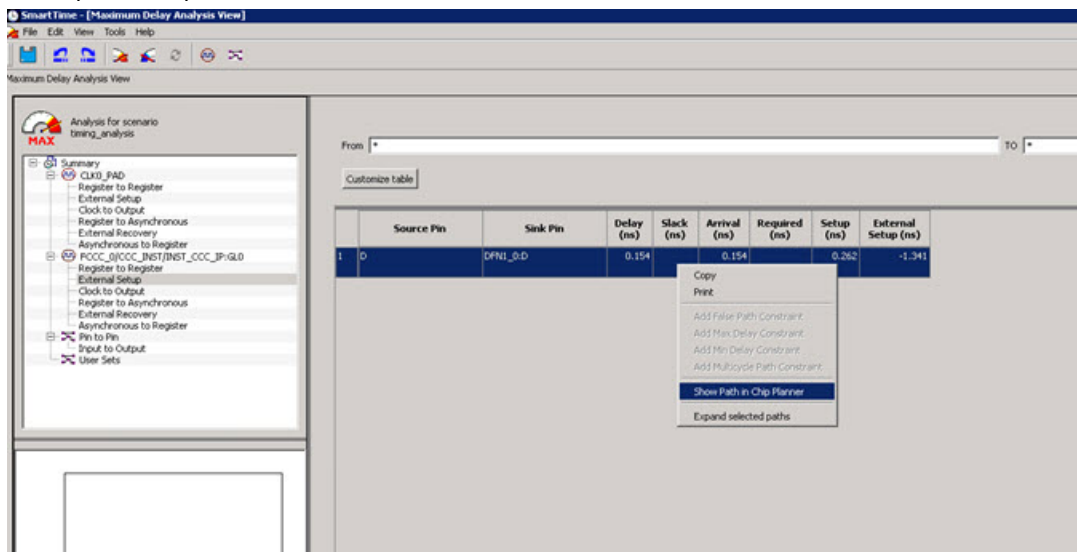 SmartTime - [Maximum Delay Analysis View]
File Edit View Tools Help
Maximum Delay Analysis View
MAX
Analysis for scenario
timing_analysis
Summary
CLK0_PAD
Register to Register
External Setup
Clock to Output
Register to Asynchronous
External Recovery
Asynchronous to Register
FCCC_0/CCC_INST/INST_CCC_IP:GL0
Register to Register
External Setup
Clock to Output
Register to Asynchronous
External Recovery
Asynchronous to Register
Pin to Pin
Input to Output
User Sets
From * TO *
Customize table
Source Pin Sink Pin Delay (ns) Slack (ns) Arrival (ns) Required (ns) Setup (ns) External Setup (ns)
1 D DFN1_0:D 0.154 0.154 0.262 -1.341
Copy
Print
Add False Path Constraint
Add Max Delay Constraint
Add Min Delay Constraint
Add Multicycle Path Constraint
Show Path in Chip Planner
Expand selected paths